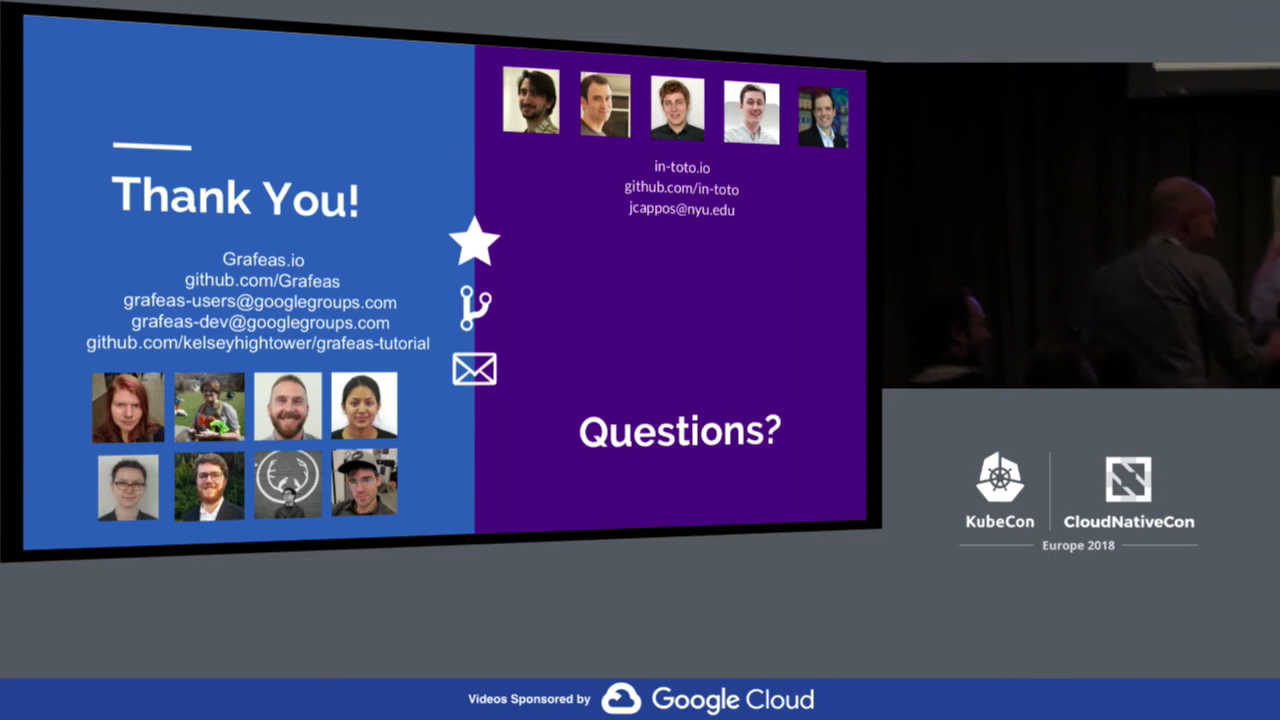 Thank You!
Grafeas.io
github.com/Grafeas
grafeas-users@googlegroups.com
grafeas-dev@googlegroups.com
github.com/kelseyhightower/grafeas-tutorial
in-toto.io
github.com/in-toto
jcappos@nyu.edu
Questions?
KubeCon
CloudNativeCon
Europe 2018
Videos Sponsored by
Google Cloud